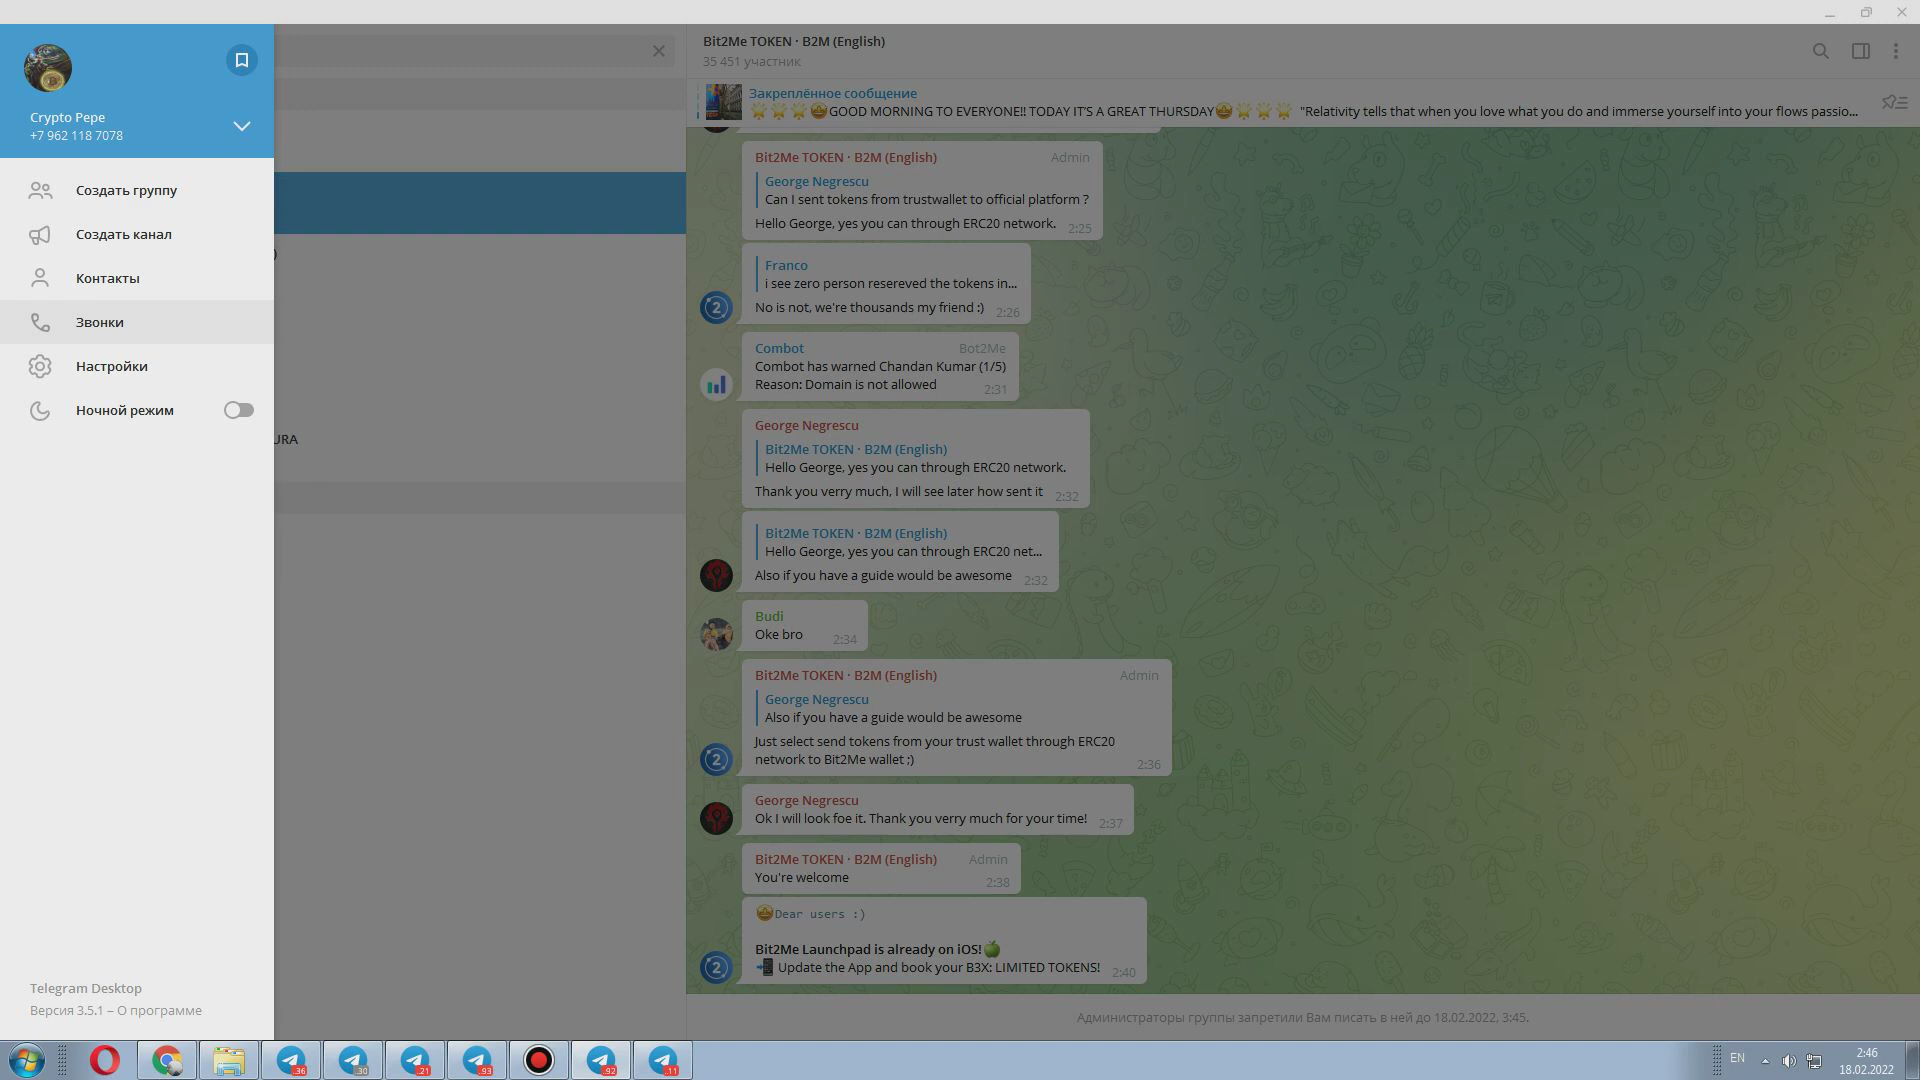 Crypto Pepe
+7 962 118 7078
Создать группу
Создать канал
Контакты
Звонки
Настройки
Ночной режим
Telegram Desktop
Версия 3.5.1 – О программе
)
URA
Bit2Me TOKEN · B2M (English)
35 451 участник
Закреплённое сообщение
GOOD MORNING TO EVERYONE!! TODAY IT'S A GREAT THURSDAY "Relativity tells that when you love what you do and immerse yourself into your flows passio...
Bit2Me TOKEN · B2M (English) Admin
George Negrescu
Can I sent tokens from trustwallet to official platform ?
Hello George, yes you can through ERC20 network. 2:25
Franco
i see zero person resereved the tokens in...
No is not, we're thousands my friend :) 2:26
Combot Bot2Me
Combot has warned Chandan Kumar (1/5)
Reason: Domain is not allowed 2:31
George Negrescu
Bit2Me TOKEN · B2M (English)
Hello George, yes you can through ERC20 network.
Thank you verry much, I will see later how sent it 2:32
Bit2Me TOKEN · B2M (English)
Hello George, yes you can through ERC20 net...
Also if you have a guide would be awesome 2:32
Budi
Oke bro 2:34
Bit2Me TOKEN · B2M (English) Admin
George Negrescu
Also if you have a guide would be awesome
Just select send tokens from your trust wallet through ERC20
network to Bit2Me wallet ;) 2:36
George Negrescu
Ok I will look foe it. Thank you verry much for your time! 2:37
Bit2Me TOKEN · B2M (English) Admin
You're welcome 2:38
Dear users :)
Bit2Me Launchpad is already on iOS!
Update the App and book your B3X: LIMITED TOKENS! 2:40
Администраторы группы запретили Вам писать в ней до 18.02.2022, 3:45.
.36 .30 .21 .93 .92 .11
EN
2:46
18.02.2022